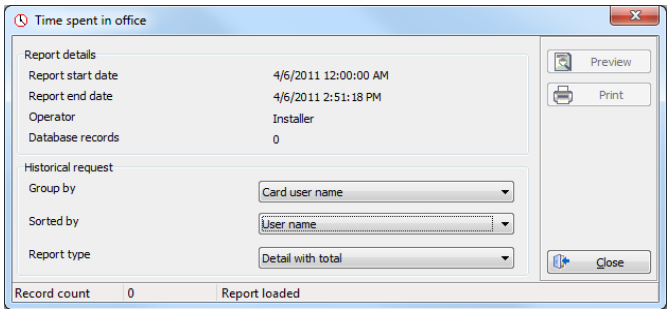 Time spent in office
Report details
Report start date 4/6/2011 12:00:00 AM
Report end date 4/6/2011 2:51:18 PM
Operator Installer
Database records 0
Historical request
Group by Card user name
Sorted by User name
Report type Detail with total
Preview
Print
Close
Record count 0 Report loaded